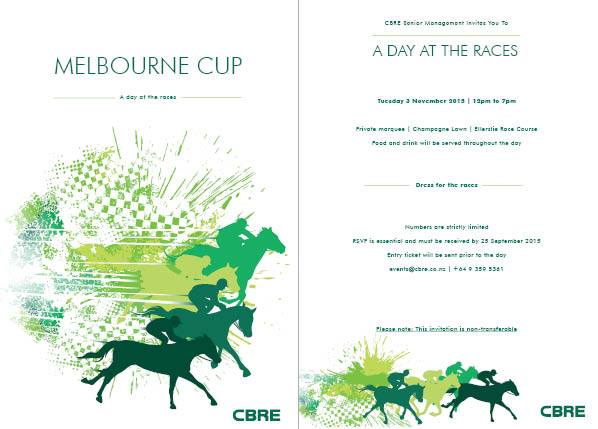 MELBOURNE CUP
A day at the races
CBRE
CBRE Senior Management Invites You To
A DAY AT THE RACES
Tuesday 3 November 2015 | 12pm to 7pm
Private marquee | Champagne Lawn | Ellerslie Race Course
Food and drink will be served throughout the day
Dress for the races
Numbers are strictly limited
RSVP is essential and must be received by 25 September 2015
Entry ticket will be sent prior to the day
events@cbre.co.nz | +64 9 359 5361
Please note: This invitation is non-transferable
CBRE